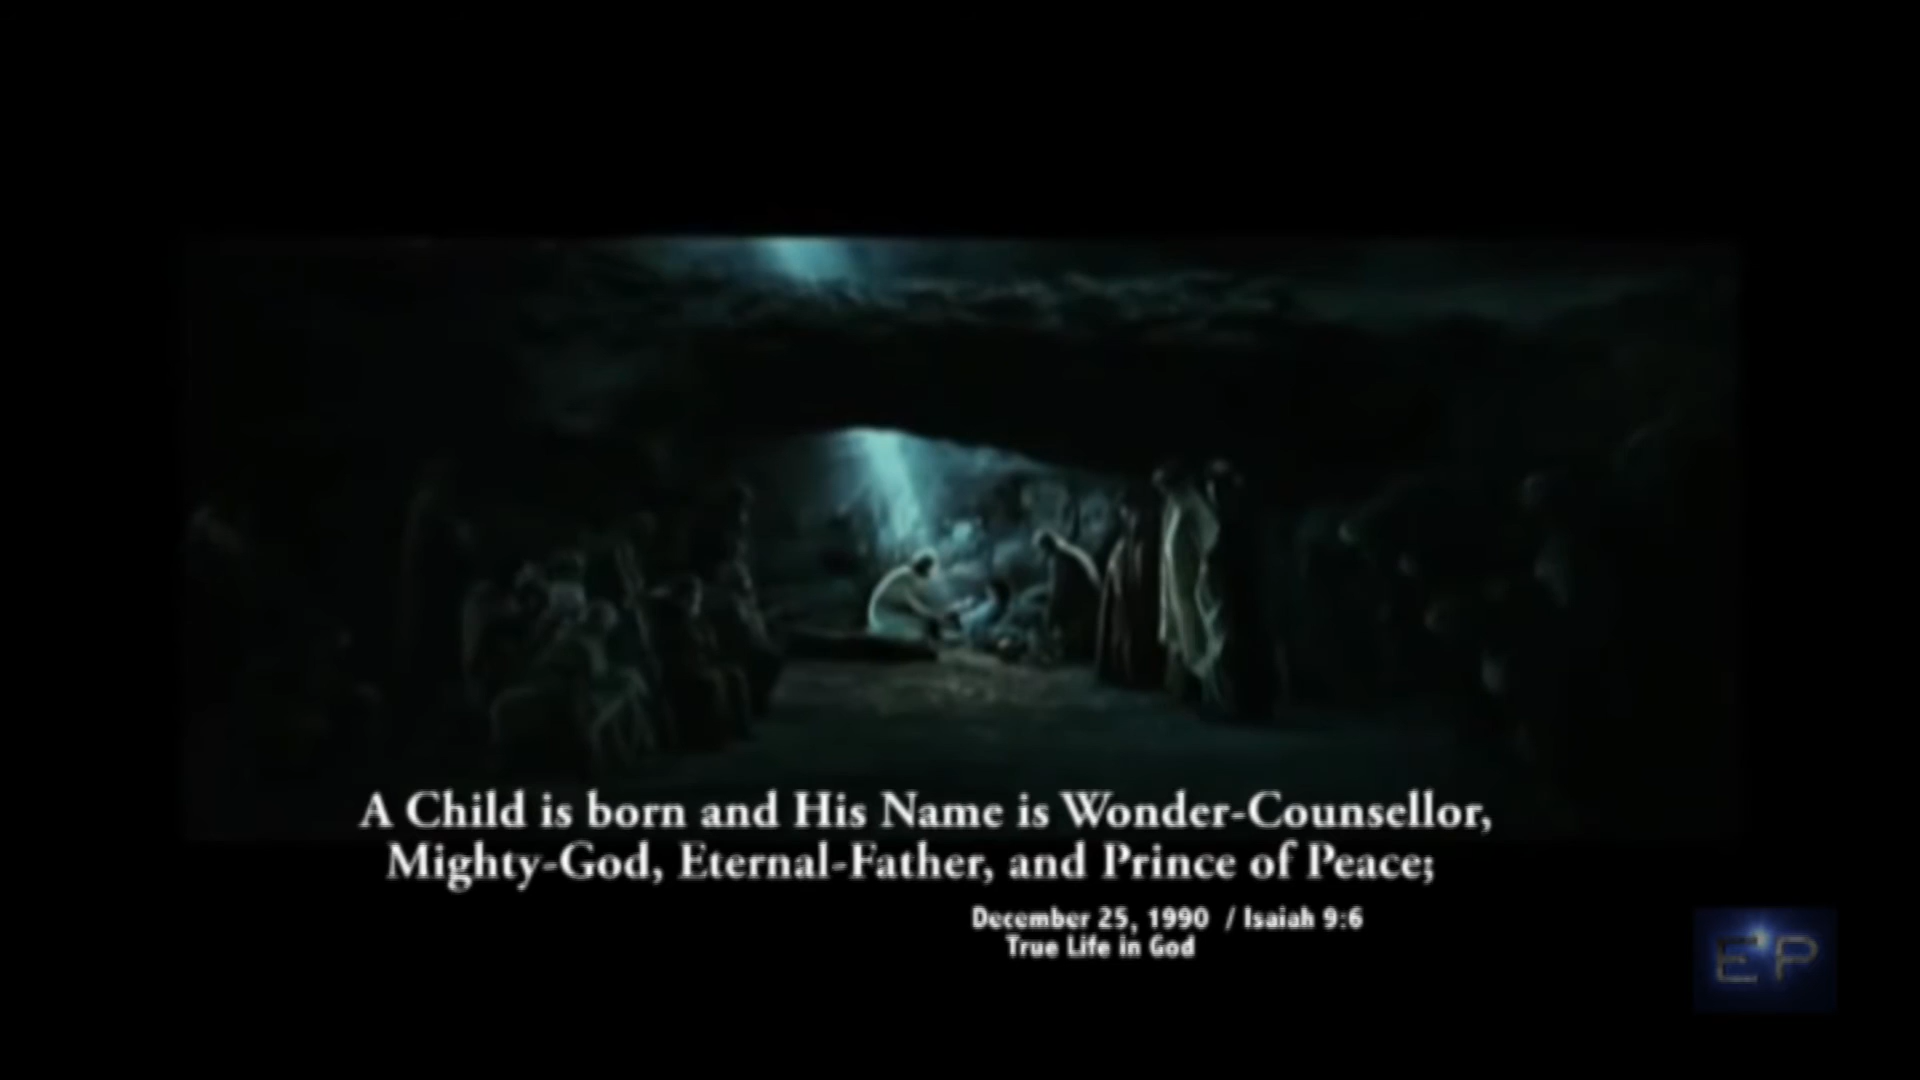 A Child is born and His Name is Wonder-Counsellor,
Mighty-God, Eternal-Father, and Prince of Peace;
December 25, 1990 / Isaiah 9:6
True Life in God
EP